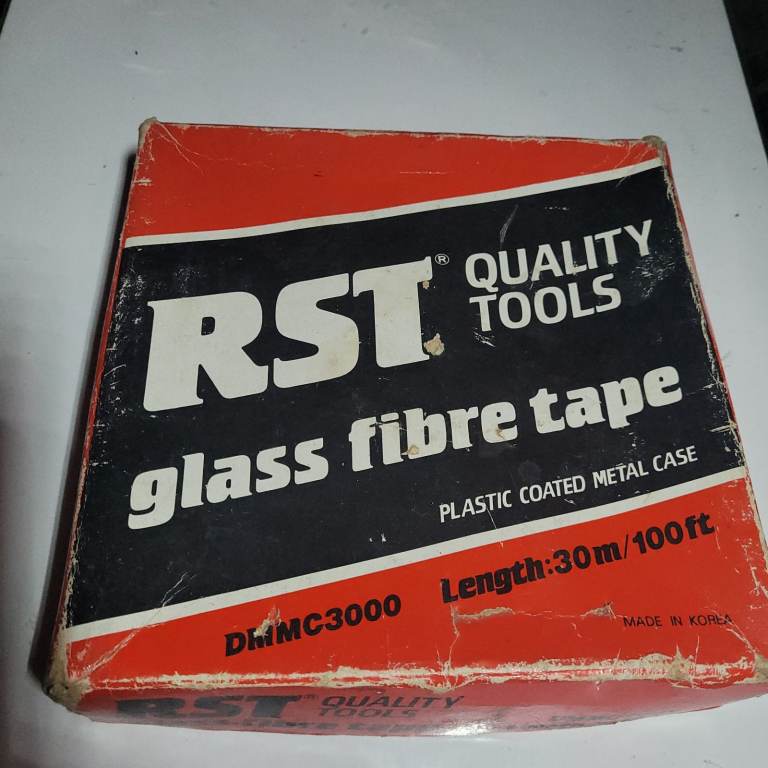 RST® QUALITY
TOOLS
glass fibre tape
PLASTIC COATED METAL CASE
DMMC3000 Length:30m/100ft
MADE IN KOREA
RST QUALITY
TOOLS